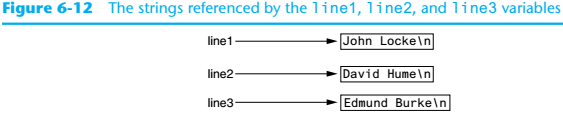 Figure 6-12 The strings referenced by the line1, line2, and line3 variables
line1 John Locke\n
line2 David Hume\n
line3 Edmund Burke\n